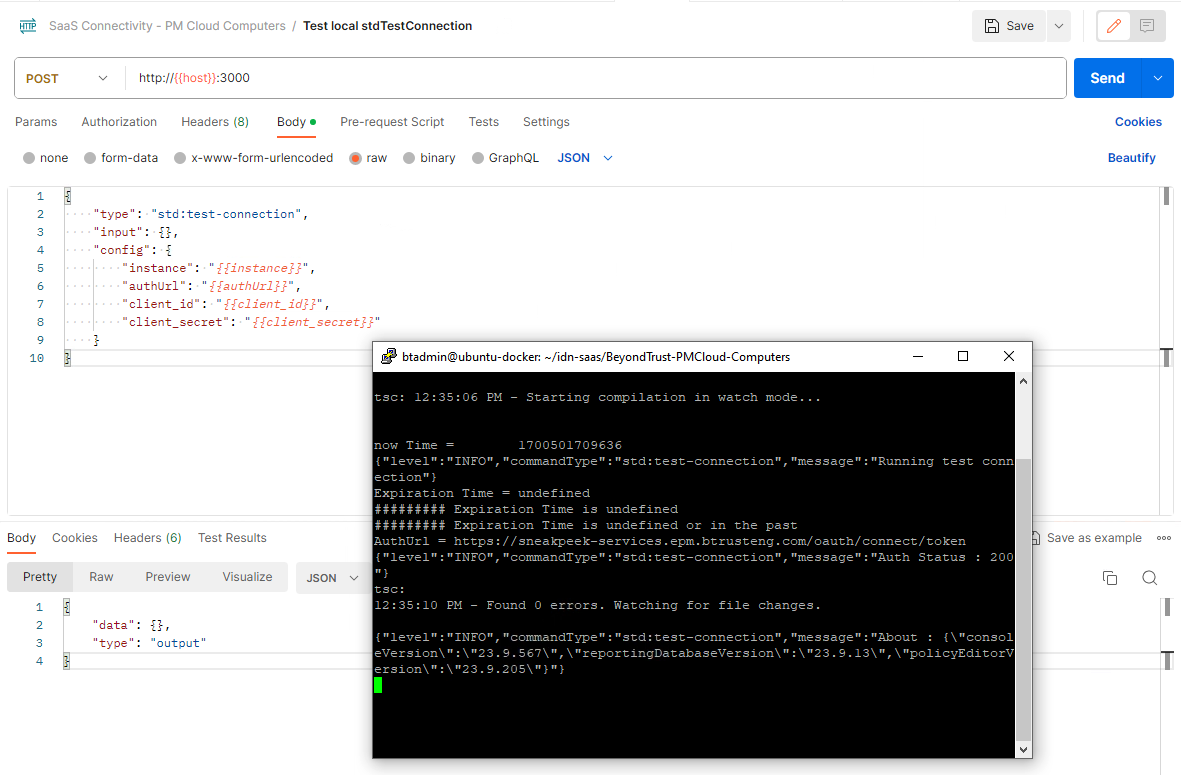 HTTP SaaS Connectivity - PM Cloud Computers / Test local stdTestConnection Save
POST http://{{host}}:3000 Send
Params Authorization Headers (8) Body Pre-request Script Tests Settings Cookies
none form-data x-www-form-urlencoded raw binary GraphQL JSON Beautify
1 {
2 "type": "std:test-connection",
3 "input": {},
4 "config": {
5 "instance": "{{instance}}",
6 "authUrl": "{{authUrl}}",
7 "client_id": "{{client_id}}",
8 "client_secret": "{{client_secret}}"
9 }
10 }
btadmin@ubuntu-docker: ~/idn-saas/BeyondTrust-PMCloud-Computers
tsc: 12:35:06 PM - Starting compilation in watch mode...
now Time = 1700501709636
{"level":"INFO","commandType":"std:test-connection","message":"Running test conn
ection"}
Expiration Time = undefined
######### Expiration Time is undefined
######### Expiration Time is undefined or in the past
AuthUrl = https://sneakpeek-services.epm.btrusteng.com/oauth/connect/token
{"level":"INFO","commandType":"std:test-connection","message":"Auth Status : 200
"}
tsc:
12:35:10 PM - Found 0 errors. Watching for file changes.
{"level":"INFO","commandType":"std:test-connection","message":"About : {\"consol
eVersion\":\"23.9.567\",\"reportingDatabaseVersion\":\"23.9.13\",\"policyEditorV
ersion\":\"23.9.205\"}"}
Body Cookies Headers (6) Test Results Save as example
Pretty Raw Preview Visualize JSON
1 {
2 "data": {},
3 "type": "output"
4 }